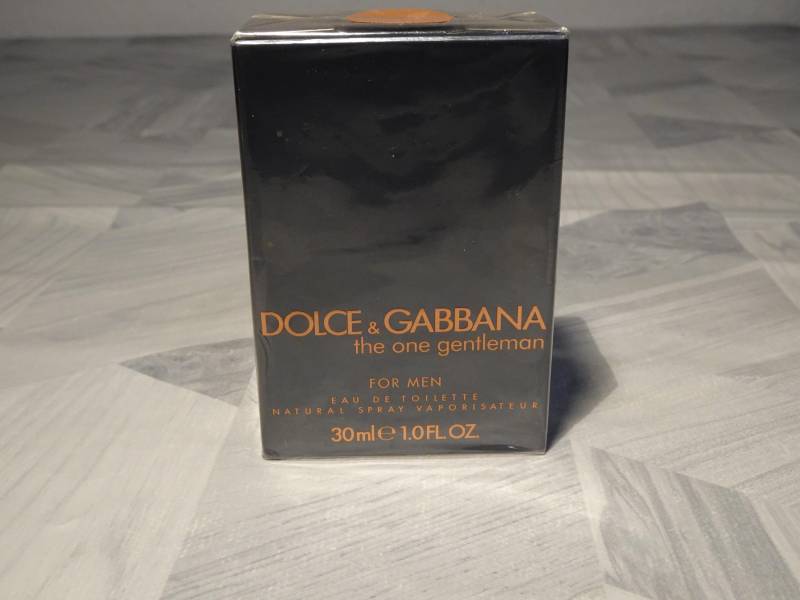 DOLCE & GABBANA
the one gentleman
FOR MEN
EAU DE TOILETTE
NATURAL SPRAY VAPORISATEUR
30ml ℮ 1.0 FL.OZ.